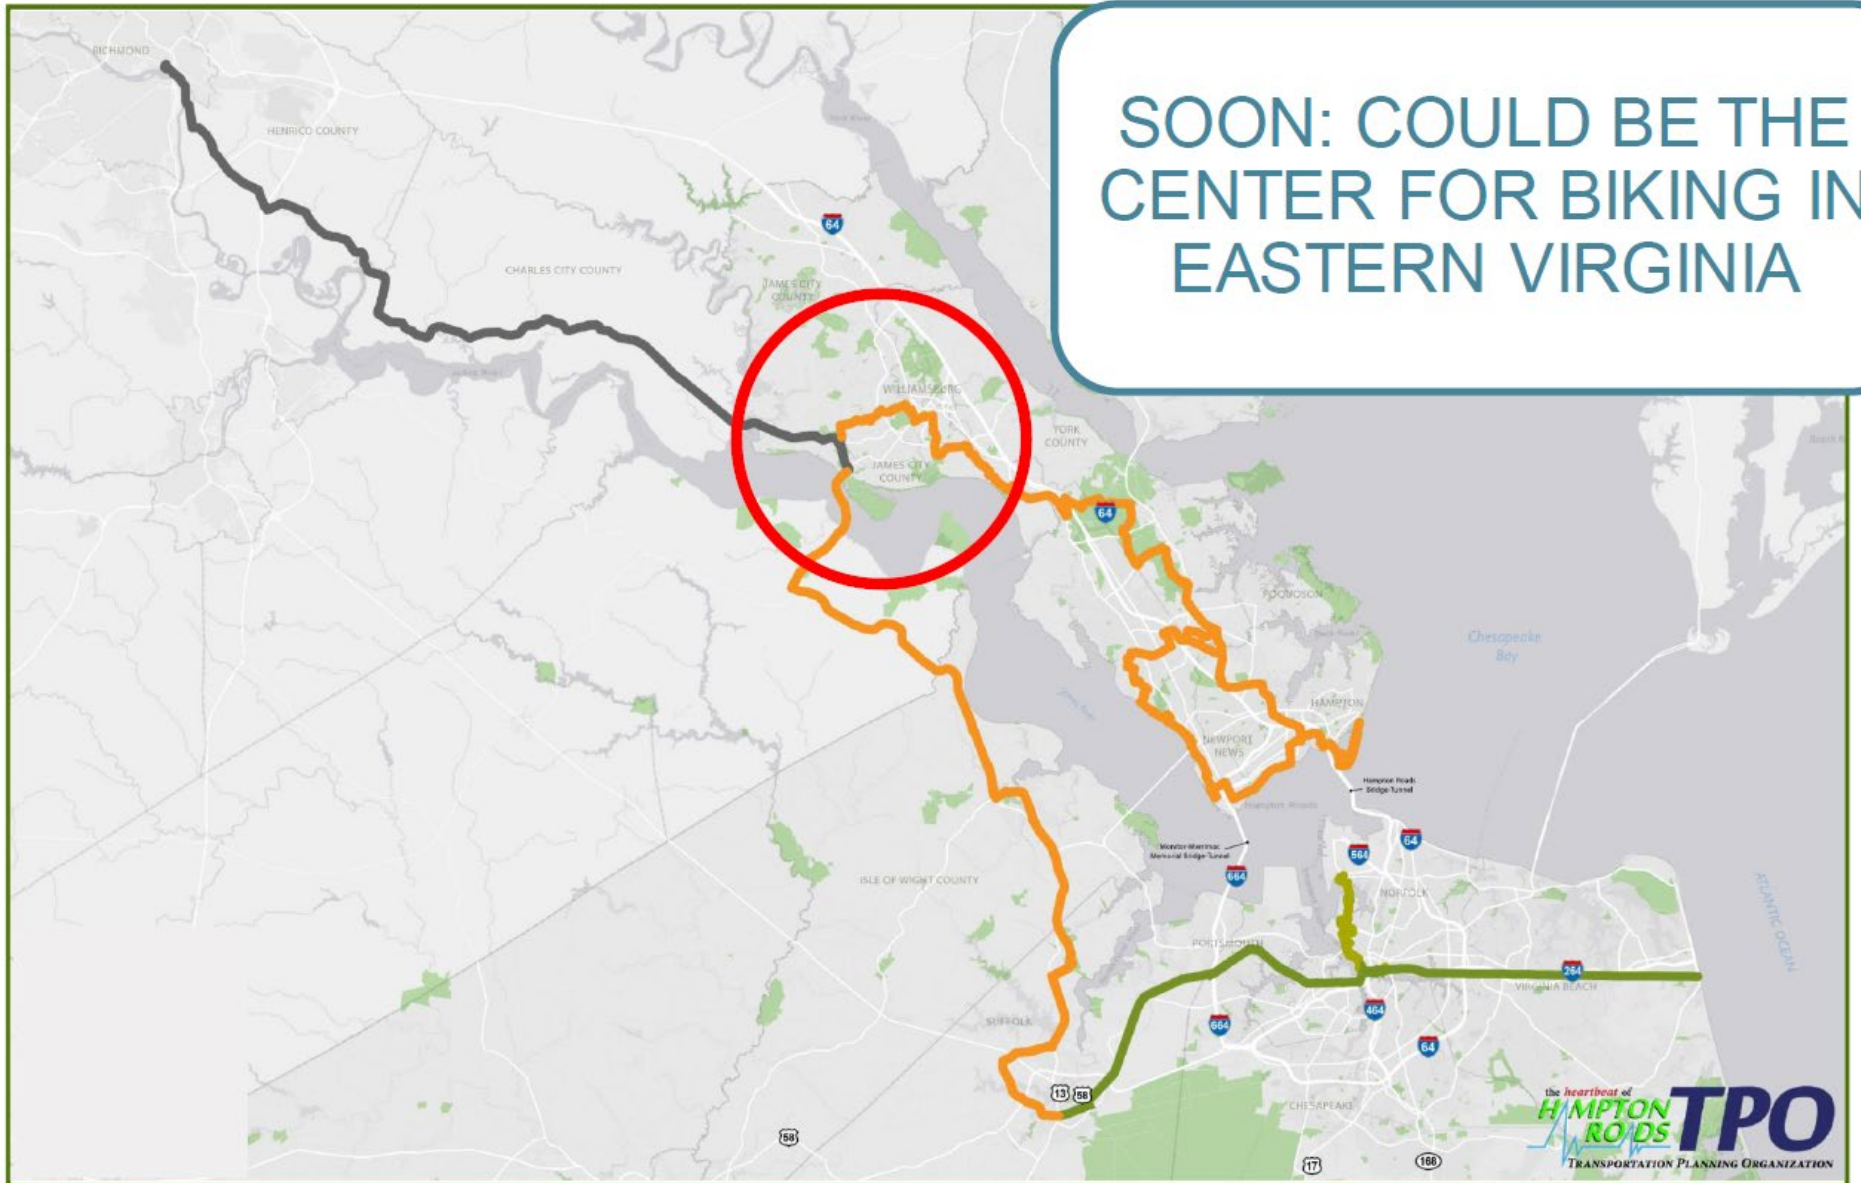 SOON: COULD BE THE
CENTER FOR BIKING IN
EASTERN VIRGINIA
RICHMOND
HENRICO COUNTY
CHARLES CITY COUNTY
64
JAMES CITY
COUNTY
WILLIAMSBURG
YORK
COUNTY
JAMES CITY
COUNTY
64
POQUOSON
Chesapeake
Bay
HAMPTON
NEWPORT
NEWS
Hampton Roads
Bridge-Tunnel
Hampton Roads
Monitor-Merrimac
Memorial Bridge-Tunnel
664
564
64
ISLE OF WIGHT COUNTY
NORFOLK
ATLANTIC OCEAN
PORTSMOUTH
264
VIRGINIA BEACH
464
SUFFOLK
664
64
13
58
CHESAPEAKE
58
17
168
the heartbeat of
HAMPTON
ROADS
TPO
TRANSPORTATION PLANNING ORGANIZATION